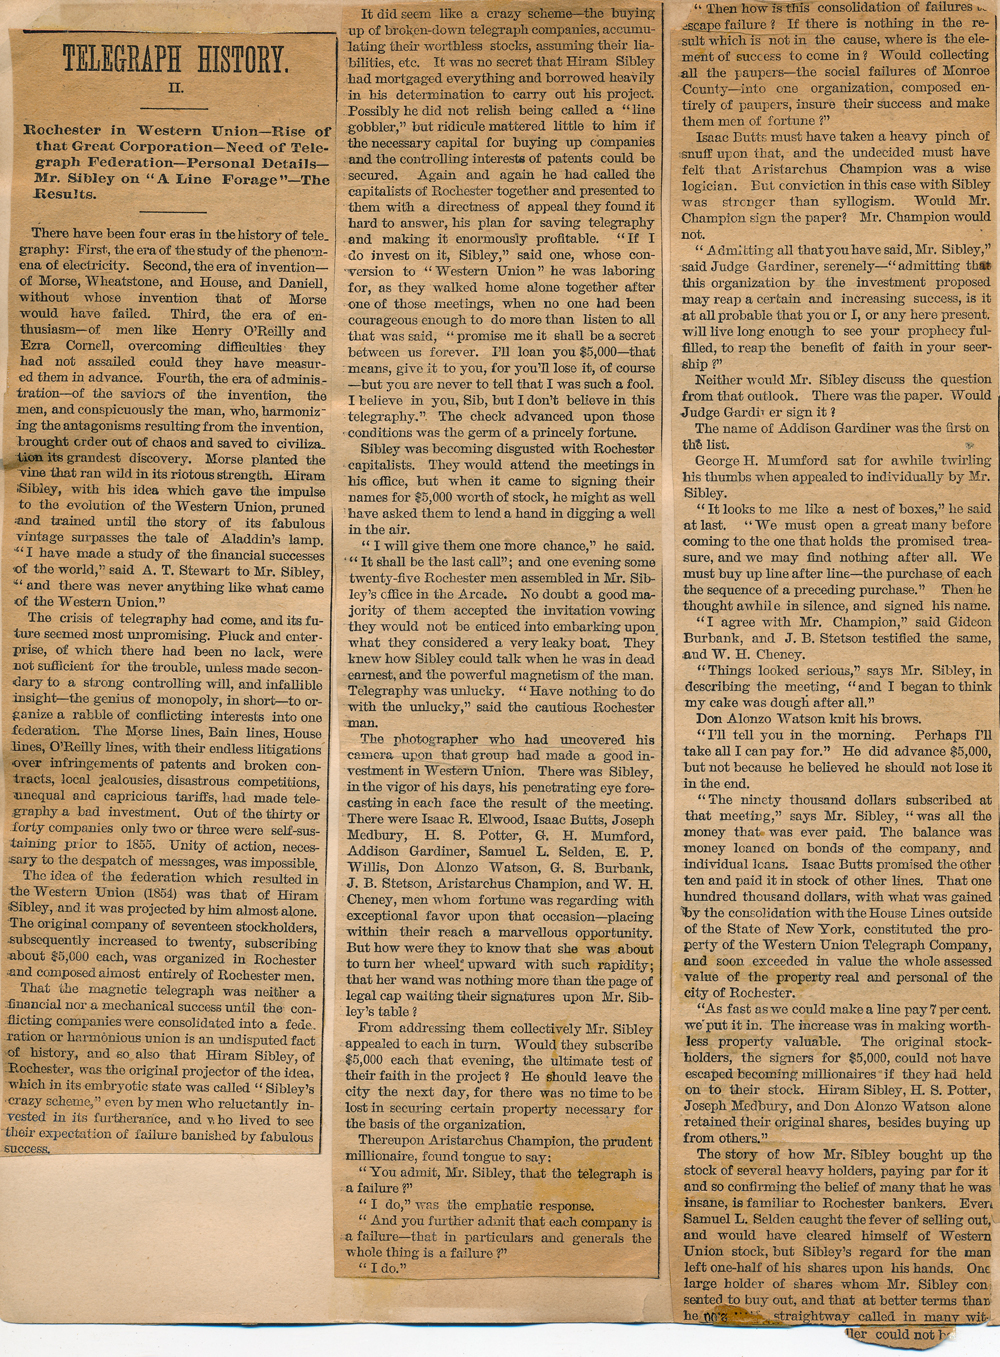 TELEGRAPH HISTORY.
II.
Rochester in Western Union—Rise of
that Great Corporation—Need of Tele-
graph Federation—Personal Details—
Mr. Sibley on "A Line Forage"—The
Results.
There have been four eras in the history of tele-
graphy: First, the era of the study of the phenom-
ena of electricity. Second, the era of invention—
of Morse, Wheatstone, and House, and Daniell,
without whose invention that of Morse
would have failed. Third, the era of en-
thusiasm—of men like Henry O'Reilly and
Ezra Cornell, overcoming difficulties they
had not assailed could they have measur-
ed them in advance. Fourth, the era of adminis-
tration—of the saviors of the invention, the
men, and conspicuously the man, who, harmoniz-
ing the antagonisms resulting from the invention,
brought order out of chaos and saved to civiliza-
tion its grandest discovery. Morse planted the
vine that ran wild in its riotous strength. Hiram
Sibley, with his idea which gave the impulse
to the evolution of the Western Union, pruned
and trained until the story of its fabulous
vintage surpasses the tale of Aladdin's lamp.
"I have made a study of the financial successes
of the world," said A. T. Stewart to Mr. Sibley,
"and there was never anything like what came
of the Western Union."
The crisis of telegraphy had come, and its fu-
ture seemed most unpromising. Pluck and enter-
prise, of which there had been no lack, were
not sufficient for the trouble, unless made secon-
dary to a strong controlling will, and infallible
insight—the genius of monopoly, in short—to or-
ganize a rabble of conflicting interests into one
federation. The Morse lines, Bain lines, House
lines, O'Reilly lines, with their endless litigations
over infringements of patents and broken con-
tracts, local jealousies, disastrous competitions,
unequal and capricious tariffs, had made tele-
graphy a bad investment. Out of the thirty or
forty companies only two or three were self-sus-
taining prior to 1855. Unity of action, neces-
sary to the despatch of messages, was impossible.
The idea of the federation which resulted in
the Western Union (1854) was that of Hiram
Sibley, and it was projected by him almost alone.
The original company of seventeen stockholders,
subsequently increased to twenty, subscribing
about $5,000 each, was organized in Rochester
and composed almost entirely of Rochester men.
That the magnetic telegraph was neither a
financial nor a mechanical success until the con-
flicting companies were consolidated into a fede-
ration or harmonious union is an undisputed fact
of history, and so also that Hiram Sibley, of
Rochester, was the original projector of the idea,
which in its embryotic state was called "Sibley's
crazy scheme," even by men who reluctantly in-
vested in its furtherance, and who lived to see
their expectation of failure banished by fabulous
success.
It did seem like a crazy scheme—the buying
up of broken-down telegraph companies, accumu-
lating their worthless stocks, assuming their lia-
bilities, etc. It was no secret that Hiram Sibley
had mortgaged everything and borrowed heavily
in his determination to carry out his project.
Possibly he did not relish being called a "line
gobbler," but ridicule mattered little to him if
the necessary capital for buying up companies
and the controlling interests of patents could be
secured. Again and again he had called the
capitalists of Rochester together and presented to
them with a directness of appeal they found it
hard to answer, his plan for saving telegraphy
and making it enormously profitable. "If I
do invest on it, Sibley," said one, whose con-
version to "Western Union" he was laboring
for, as they walked home alone together after
one of those meetings, when no one had been
courageous enough to do more than listen to all
that was said, "promise me it shall be a secret
between us forever. I'll loan you $5,000—that
means, give it to you, for you'll lose it, of course
—but you are never to tell that I was such a fool.
I believe in you, Sib, but I don't believe in this
telegraphy." The check advanced upon those
conditions was the germ of a princely fortune.
Sibley was becoming disgusted with Rochester
capitalists. They would attend the meetings in
his office, but when it came to signing their
names for $5,000 worth of stock, he might as well
have asked them to lend a hand in digging a well
in the air.
"I will give them one more chance," he said.
"It shall be the last call"; and one evening some
twenty-five Rochester men assembled in Mr. Sib-
ley's office in the Arcade. No doubt a good ma-
jority of them accepted the invitation vowing
they would not be enticed into embarking upon
what they considered a very leaky boat. They
knew how Sibley could talk when he was in dead
earnest, and the powerful magnetism of the man.
Telegraphy was unlucky. "Have nothing to do
with the unlucky," said the cautious Rochester
man.
The photographer who had uncovered his
camera upon that group had made a good in-
vestment in Western Union. There was Sibley,
in the vigor of his days, his penetrating eye fore-
casting in each face the result of the meeting.
There were Isaac R. Elwood, Isaac Butts, Joseph
Medbury, H. S. Potter, G. H. Mumford,
Addison Gardiner, Samuel L. Selden, E. P.
Willis, Don Alonzo Watson, G. S. Burbank,
J. B. Stetson, Aristarchus Champion, and W. H.
Cheney, men whom fortune was regarding with
exceptional favor upon that occasion—placing
within their reach a marvellous opportunity.
But how were they to know that she was about
to turn her wheel upward with such rapidity;
that her wand was nothing more than the page of
legal cap waiting their signatures upon Mr. Sib-
ley's table?
From addressing them collectively Mr. Sibley
appealed to each in turn. Would they subscribe
$5,000 each that evening, the ultimate test of
their faith in the project? He should leave the
city the next day, for there was no time to be
lost in securing certain property necessary for
the basis of the organization.
Thereupon Aristarchus Champion, the prudent
millionaire, found tongue to say:
"You admit, Mr. Sibley, that the telegraph is
a failure?"
"I do," was the emphatic response.
"And you further admit that each company is
a failure—that in particulars and generals the
whole thing is a failure?"
"I do."
"Then how is this consolidation of failures
escape failure? If there is nothing in the re-
sult which is not in the cause, where is the ele-
ment of success to come in? Would collecting
all the paupers—the social failures of Monroe
County—into one organization, composed en-
tirely of paupers, insure their success and make
them men of fortune?"
Isaac Butts must have taken a heavy pinch of
snuff upon that, and the undecided must have
felt that Aristarchus Champion was a wise
logician. But conviction in this case with Sibley
was stronger than syllogism. Would Mr.
Champion sign the paper? Mr. Champion would
not.
"Admitting all that you have said, Mr. Sibley,"
said Judge Gardiner, serenely—"admitting that
this organization by the investment proposed
may reap a certain and increasing success, is it
at all probable that you or I, or any here present,
will live long enough to see your prophecy ful-
filled, to reap the benefit of faith in your seer-
ship?"
Neither would Mr. Sibley discuss the question
from that outlook. There was the paper. Would
Judge Gardiner sign it?
The name of Addison Gardiner was the first on
the list.
George H. Mumford sat for awhile twirling
his thumbs when appealed to individually by Mr.
Sibley.
"It looks to me like a nest of boxes," he said
at last. "We must open a great many before
coming to the one that holds the promised trea-
sure, and we may find nothing after all. We
must buy up line after line—the purchase of each
the sequence of a preceding purchase." Then he
thought awhile in silence, and signed his name.
"I agree with Mr. Champion," said Gideon
Burbank, and J. B. Stetson testified the same,
and W. H. Cheney.
"Things looked serious," says Mr. Sibley, in
describing the meeting, "and I began to think
my cake was dough after all."
Don Alonzo Watson knit his brows.
"I'll tell you in the morning. Perhaps I'll
take all I can pay for." He did advance $5,000,
but not because he believed he should not lose it
in the end.
"The ninety thousand dollars subscribed at
that meeting," says Mr. Sibley, "was all the
money that was ever paid. The balance was
money loaned on bonds of the company, and
individual loans. Isaac Butts promised the other
ten and paid it in stock of other lines. That one
hundred thousand dollars, with what was gained
by the consolidation with the House Lines outside
of the State of New York, constituted the pro-
perty of the Western Union Telegraph Company,
and soon exceeded in value the whole assessed
value of the property real and personal of the
city of Rochester.
"As fast as we could make a line pay 7 per cent.
we put it in. The increase was in making worth-
less property valuable. The original stock-
holders, the signers for $5,000, could not have
escaped becoming millionaires if they had held
on to their stock. Hiram Sibley, H. S. Potter,
Joseph Medbury, and Don Alonzo Watson alone
retained their original shares, besides buying up
from others."
The story of how Mr. Sibley bought up the
stock of several heavy holders, paying par for it
and so confirming the belief of many that he was
insane, is familiar to Rochester bankers. Even
Samuel L. Selden caught the fever of selling out,
and would have cleared himself of Western
Union stock, but Sibley's regard for the man
left one-half of his shares upon his hands. One
large holder of shares whom Mr. Sibley con
sented to buy out, and that at better terms than
he straightway called in many wit-
ller could not b